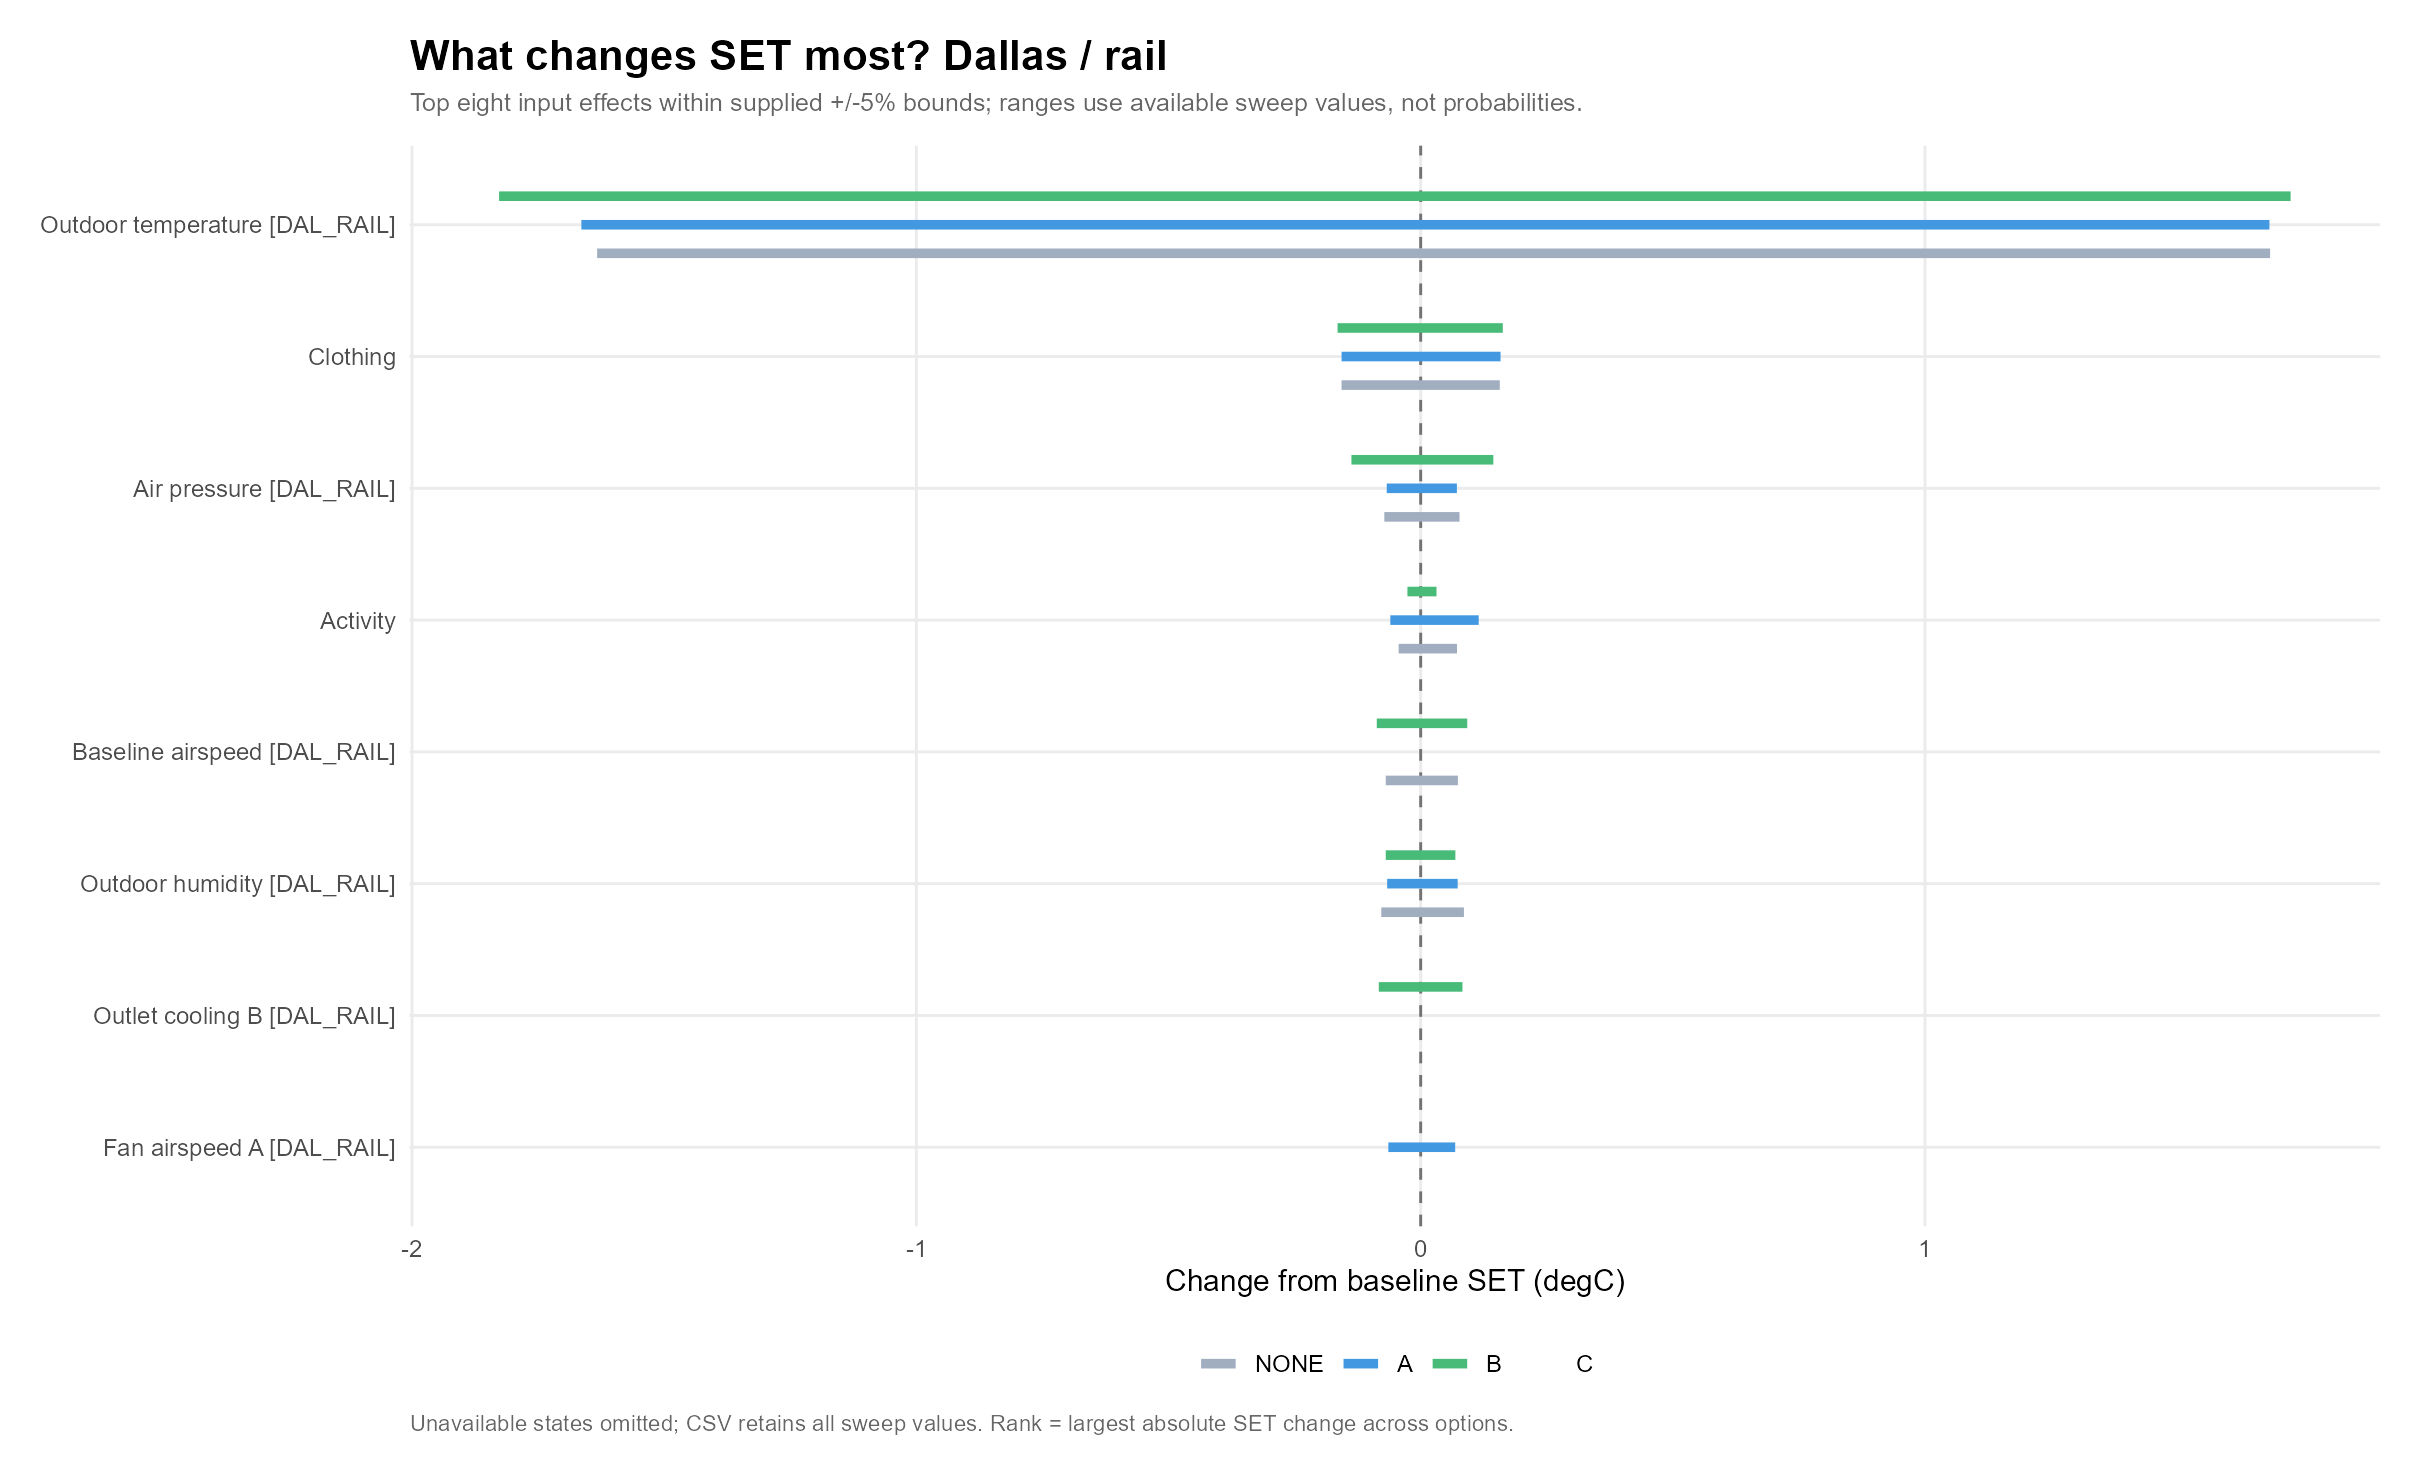 What changes SET most? Dallas / rail
Top eight input effects within supplied +/-5% bounds; ranges use available sweep values, not probabilities.
Outdoor temperature [DAL_RAIL]
Clothing
Air pressure [DAL_RAIL]
Activity
Baseline airspeed [DAL_RAIL]
Outdoor humidity [DAL_RAIL]
Outlet cooling B [DAL_RAIL]
Fan airspeed A [DAL_RAIL]
-2 -1 0 1
Change from baseline SET (degC)
NONE A B C
Unavailable states omitted; CSV retains all sweep values. Rank = largest absolute SET change across options.